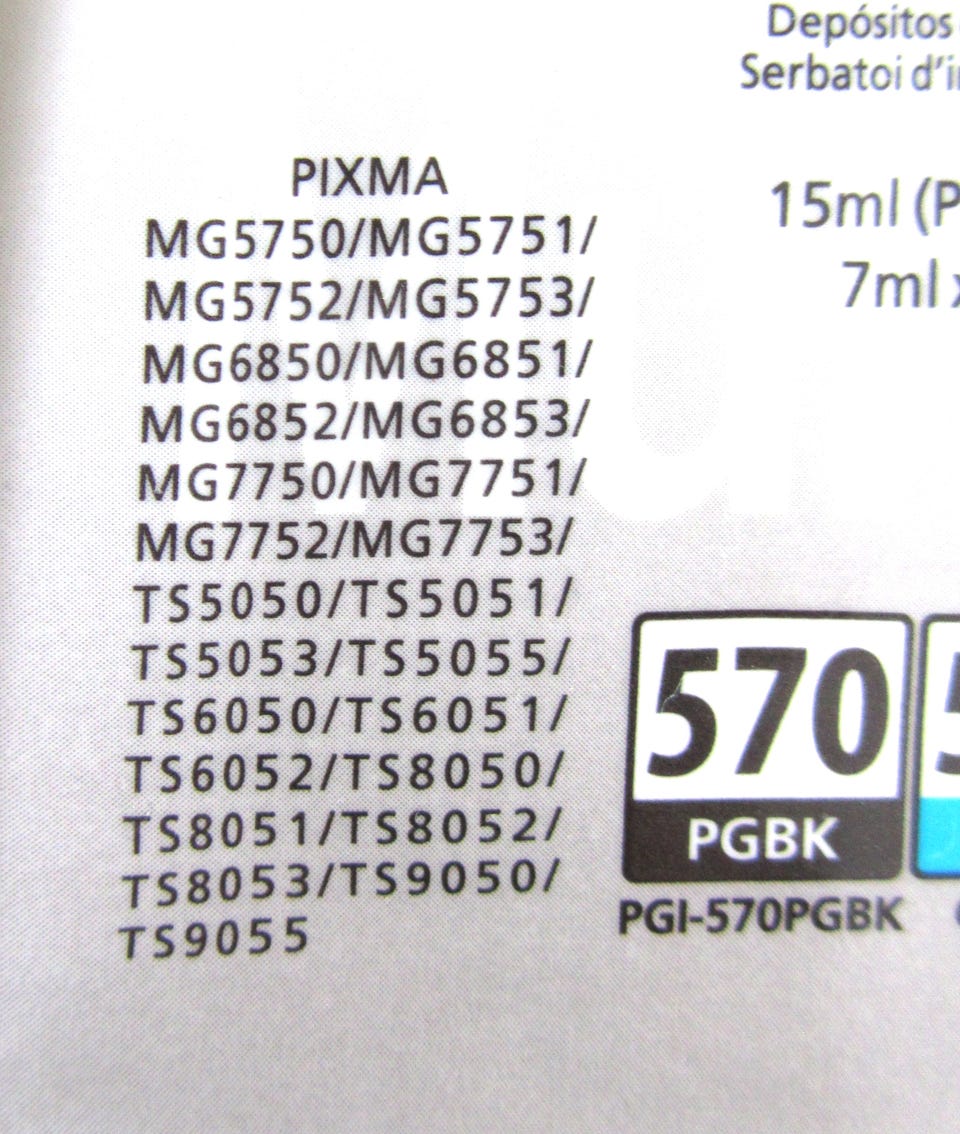 Depósitos
Serbatoi
PIXMA
MG5750/MG5751/
MG5752/MG5753/
MG6850/MG6851/
MG6852/MG6853/
MG7750/MG7751/
MG7752/MG7753/
TS5050/TS5051/
TS5053/TS5055/
TS6050/TS6051/
TS6052/TS8050/
TS8051/TS8052/
TS8053/TS9050/
TS9055
15ml (P
7ml x
570
PGBK
PGI-570PGBK